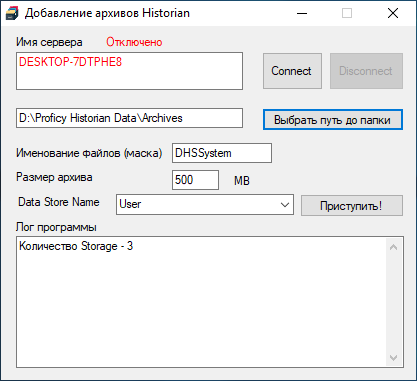 Добавление архивов Historian
Имя сервера Отключено
DESKTOP-7DTPHE8
Connect Disconnect
D:\Proficy Historian Data\Archives Выбрать путь до папки
Именование файлов (маска) DHSSystem
Размер архива 500 MB
Data Store Name User Приступить!
Лог программы
Количество Storage - 3